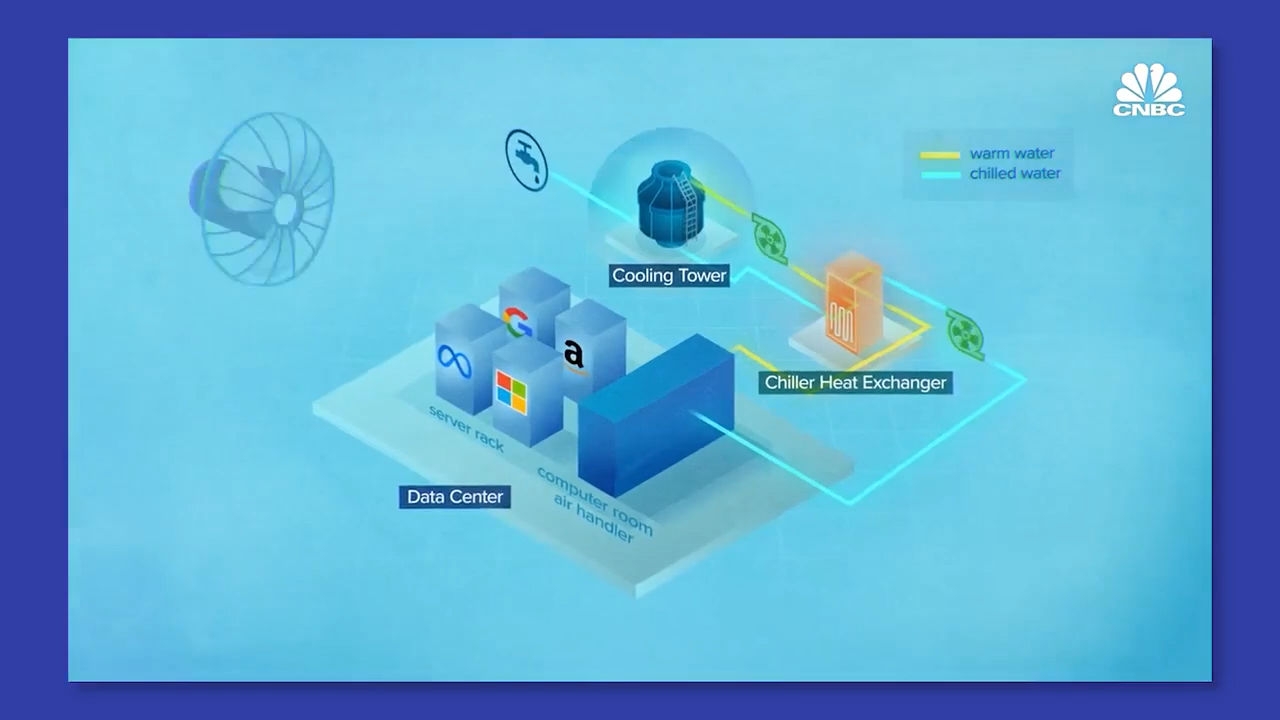 CNBC
warm water
chilled water
Cooling Tower
Chiller Heat Exchanger
G
a
server rack
computer room
air handler
Data Center